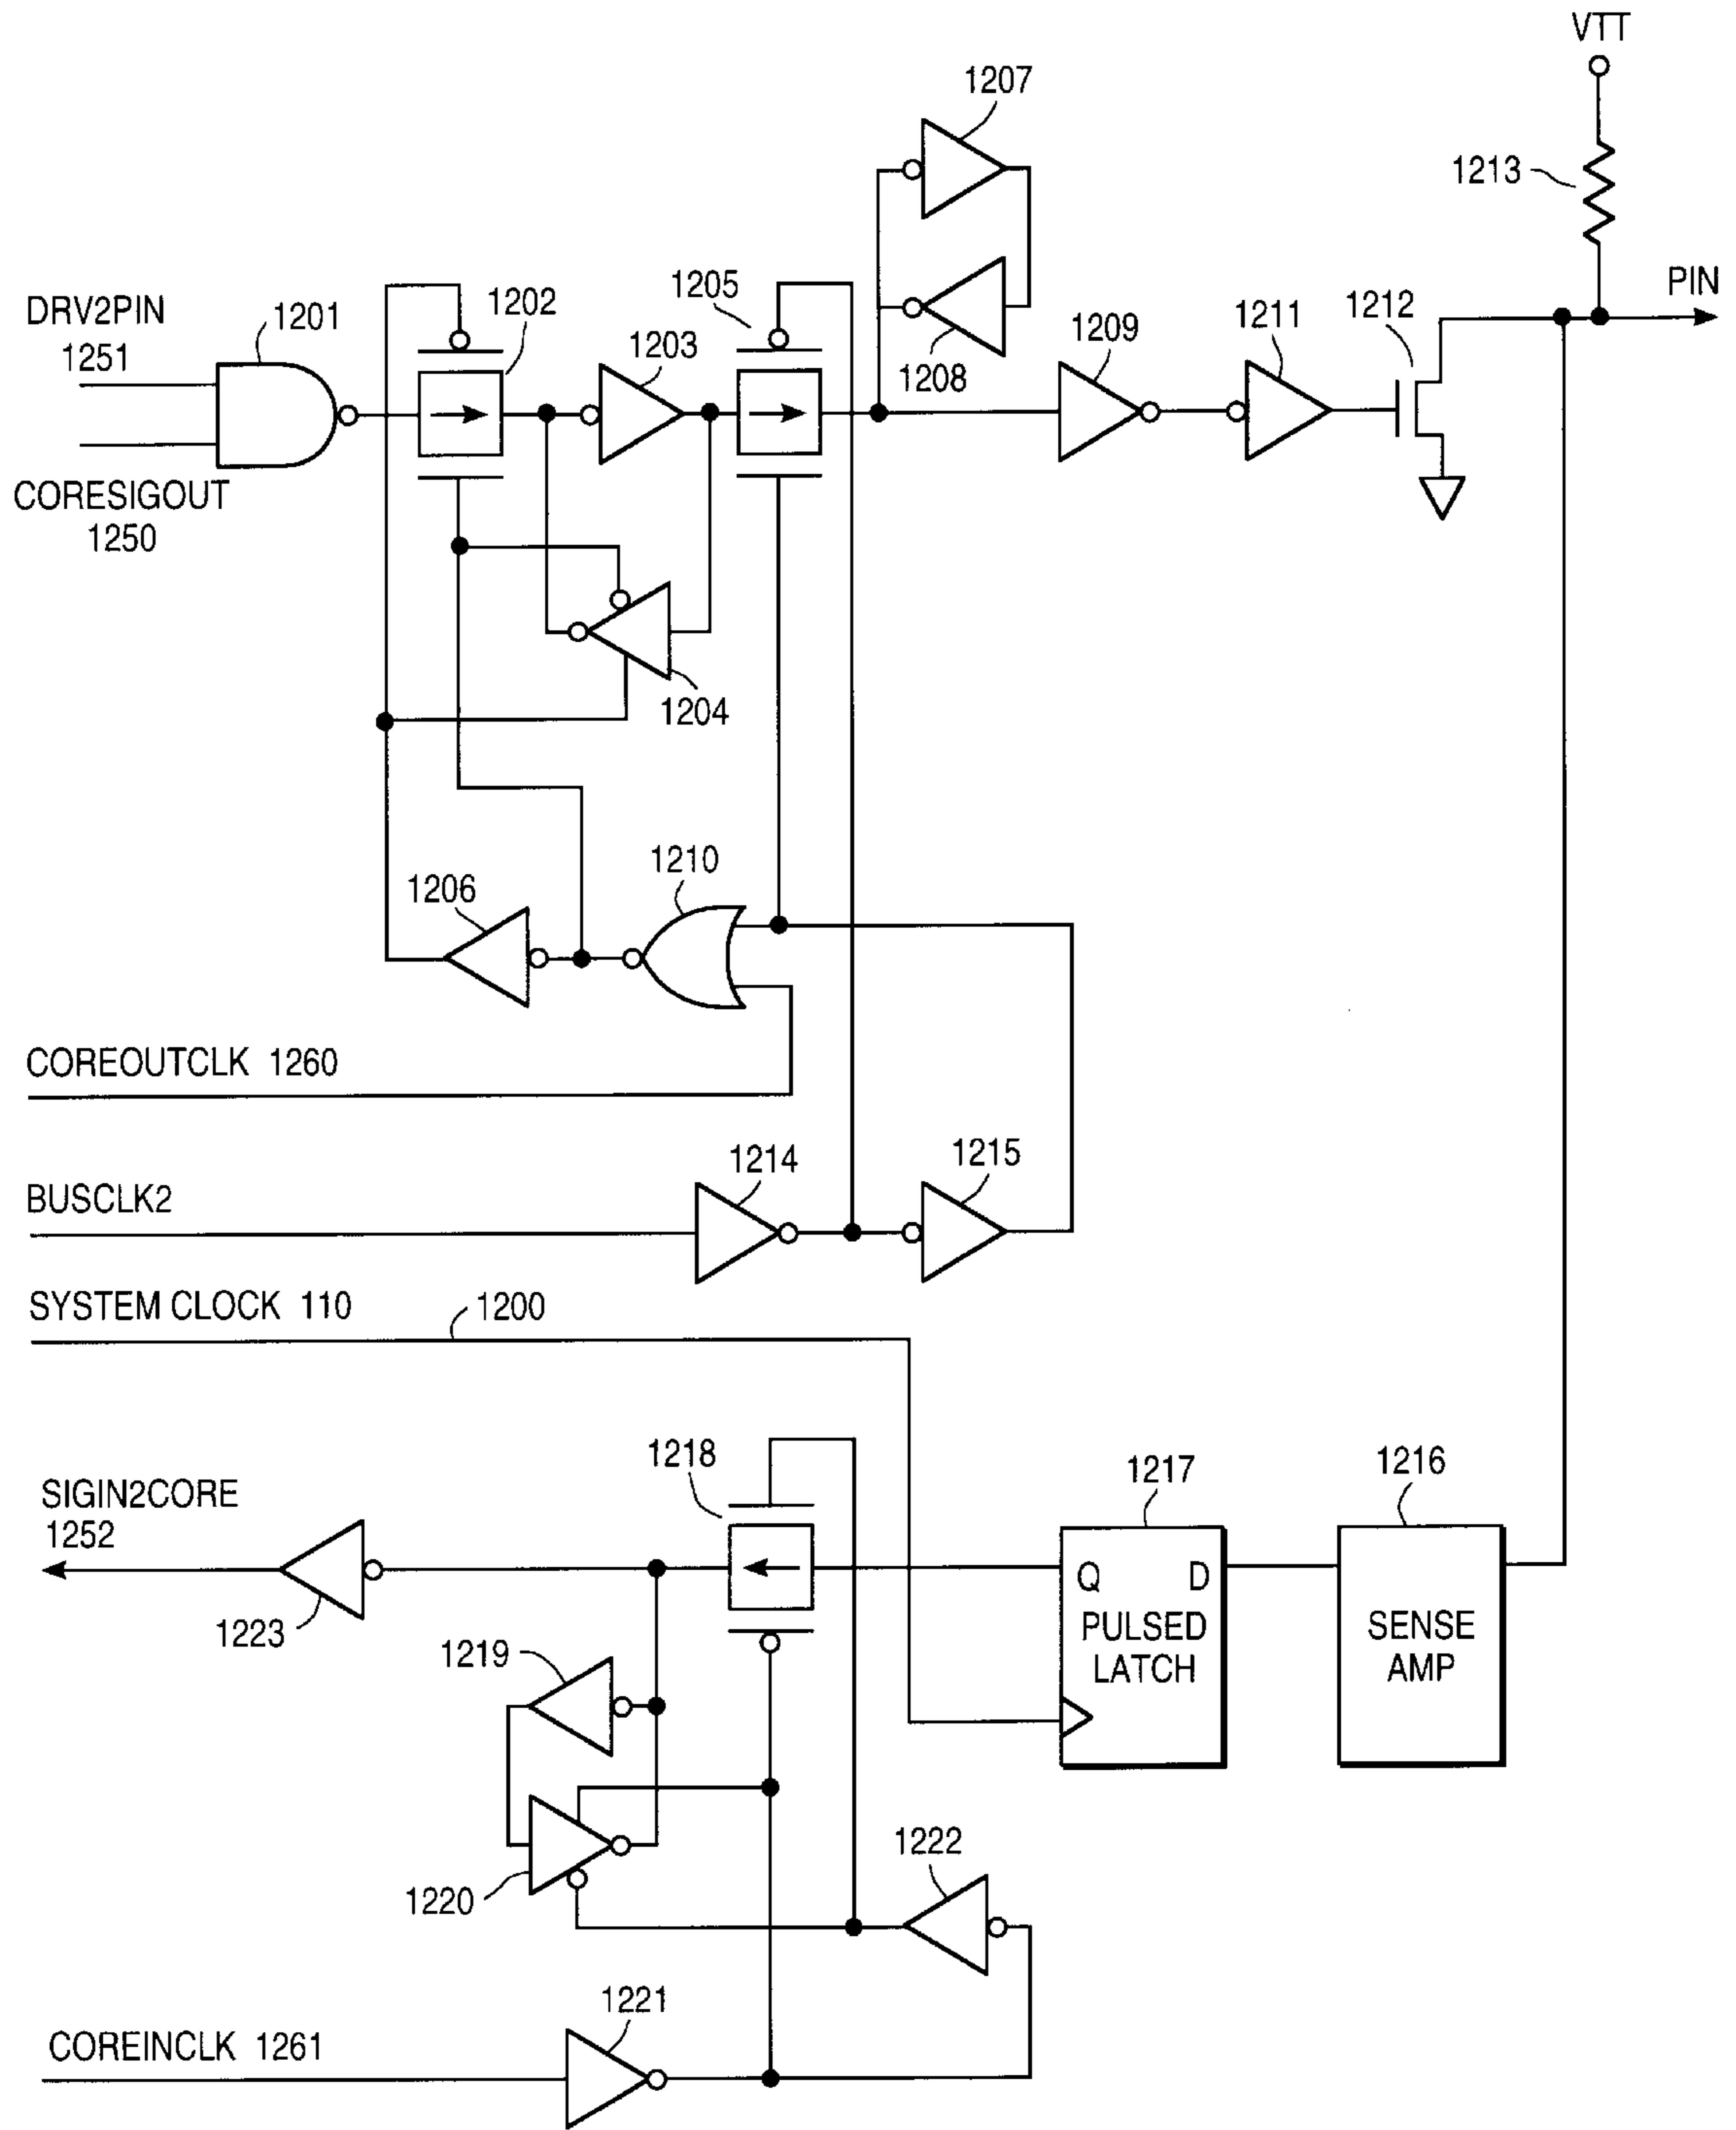 VTT
1207
1213
1205
PIN
DRV2PIN
1251
1201
1202
1203
1208
1209
1211
1212
CORESIGOUT
1250
1204
1206
1210
COREOUTCLK 1260
BUSCLK2
1214
1215
SYSTEM CLOCK 110
1200
SIGIN2CORE
1252
1218
1217
1216
Q D
PULSED
LATCH
SENSE
AMP
1223
1219
1220
1222
COREINCLK 1261
1221